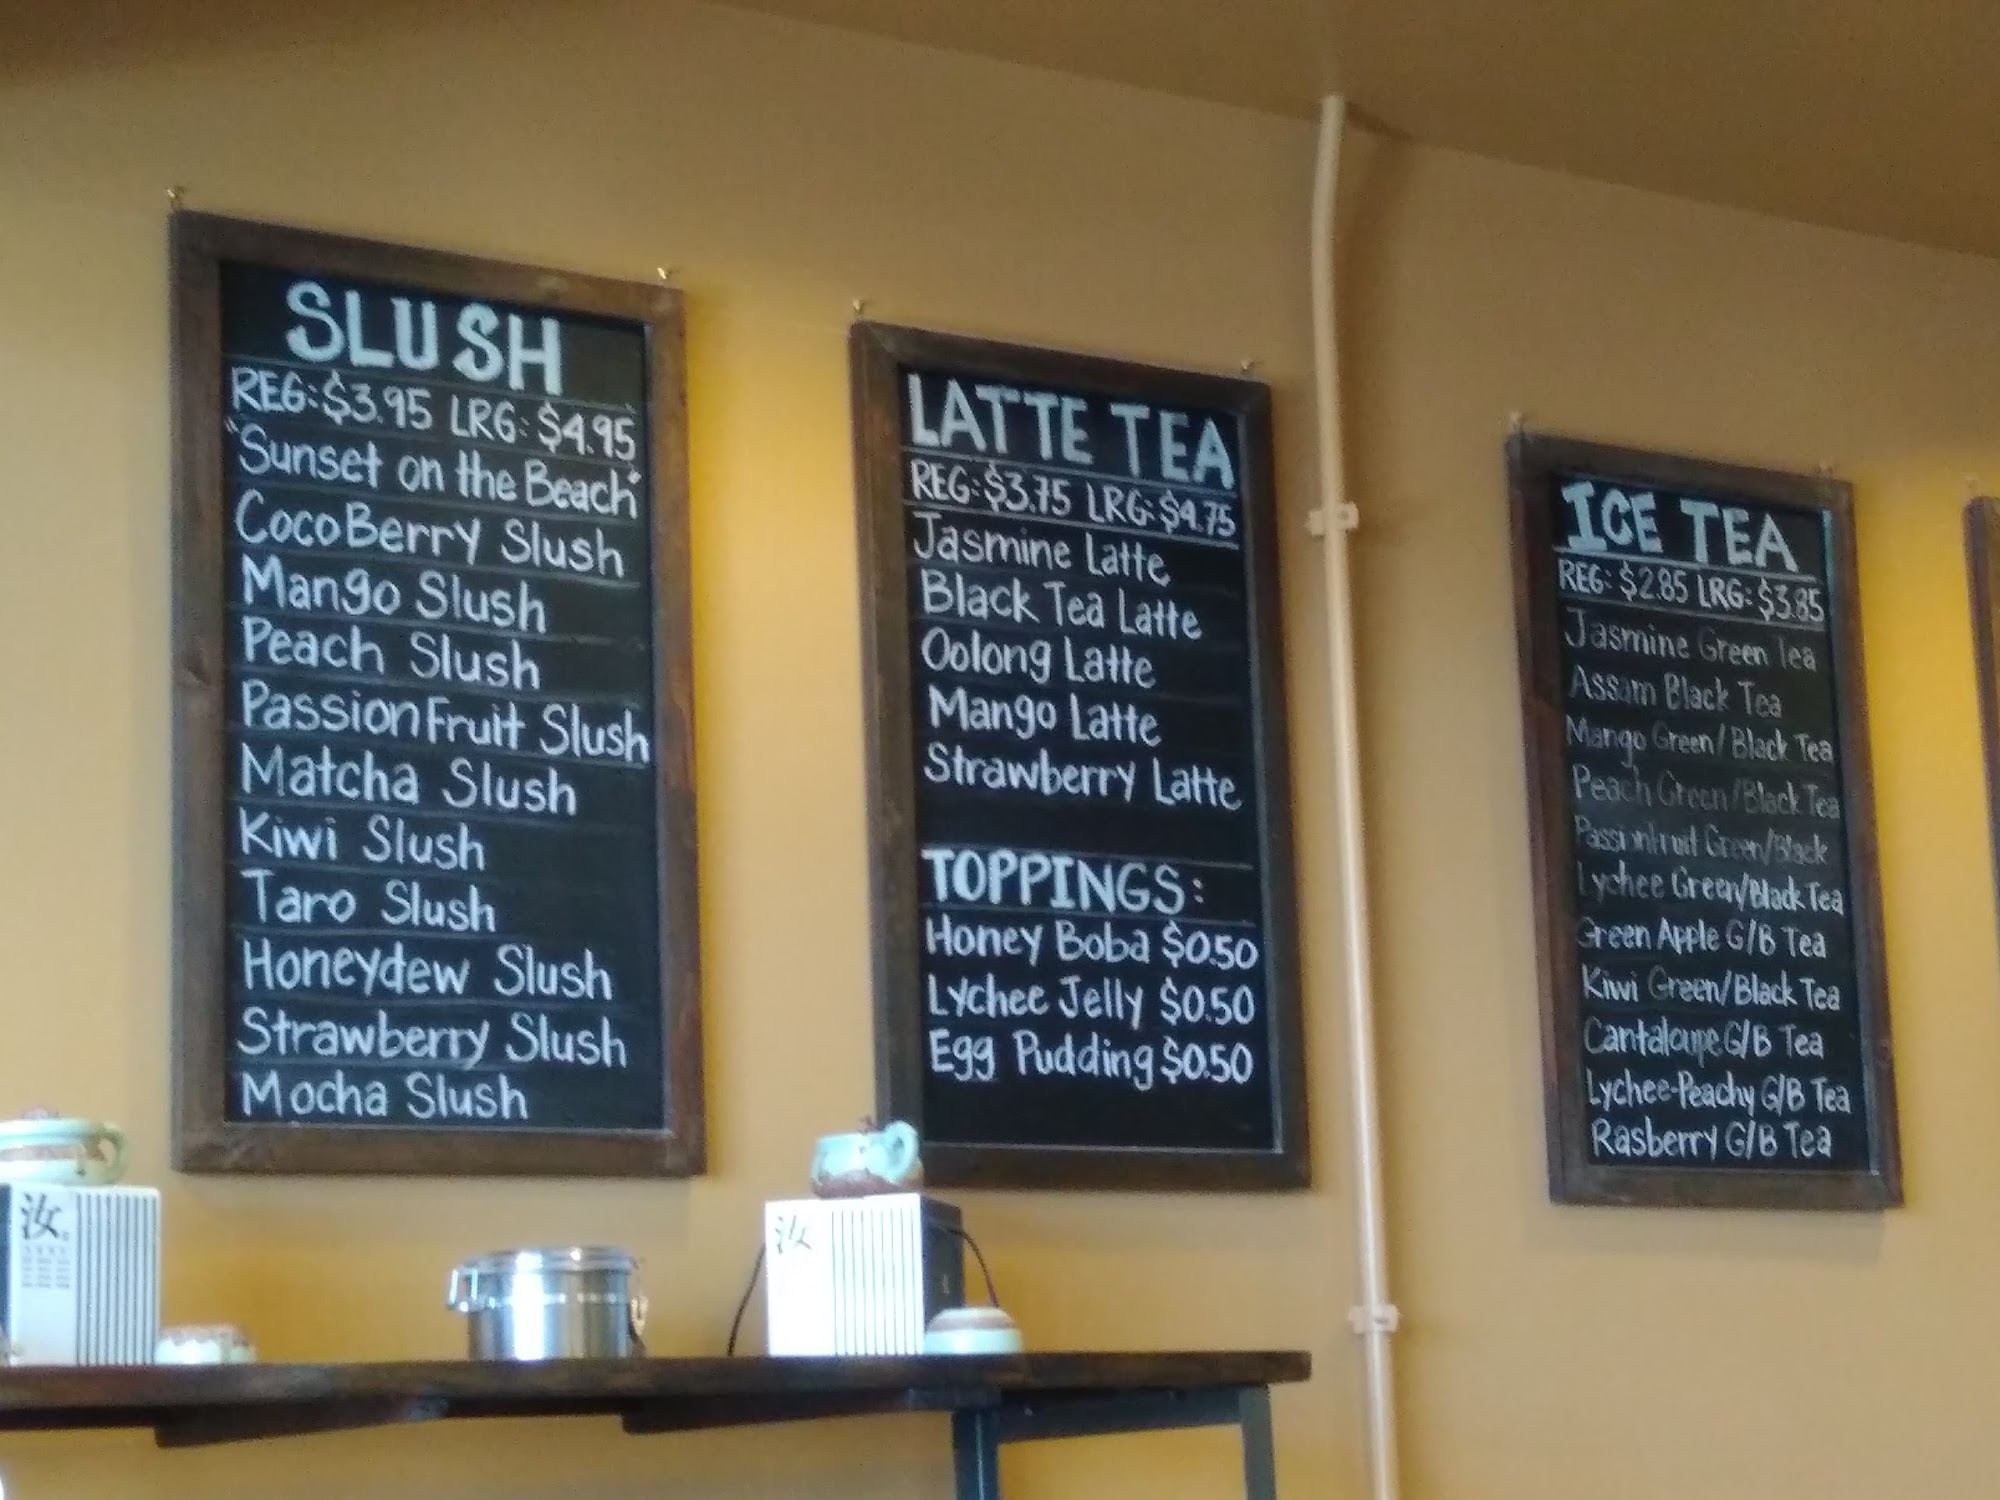 SLUSH
REG: $3.95 LRG: $4.95
"Sunset on the Beach"
CocoBerry Slush
Mango Slush
Peach Slush
PassionFruit Slush
Matcha Slush
Kiwi Slush
Taro Slush
Honeydew Slush
Strawberry Slush
Mocha Slush
LATTE TEA
REG: $3.75 LRG: $4.75
Jasmine Latte
Black Tea Latte
Oolong Latte
Mango Latte
Strawberry Latte
TOPPINGS:
Honey Boba $0.50
Lychee Jelly $0.50
Egg Pudding $0.50
ICE TEA
REG: $2.85 LRG: $3.85
Jasmine Green Tea
Assam Black Tea
Mango Green/Black Tea
Peach Green/Black Tea
Passionfruit Green/Black
Lychee Green/Black Tea
Green Apple G/B Tea
Kiwi Green/Black Tea
Cantaloupe G/B Tea
Lychee-Peachy G/B Tea
Rasberry G/B Tea
汝
汝